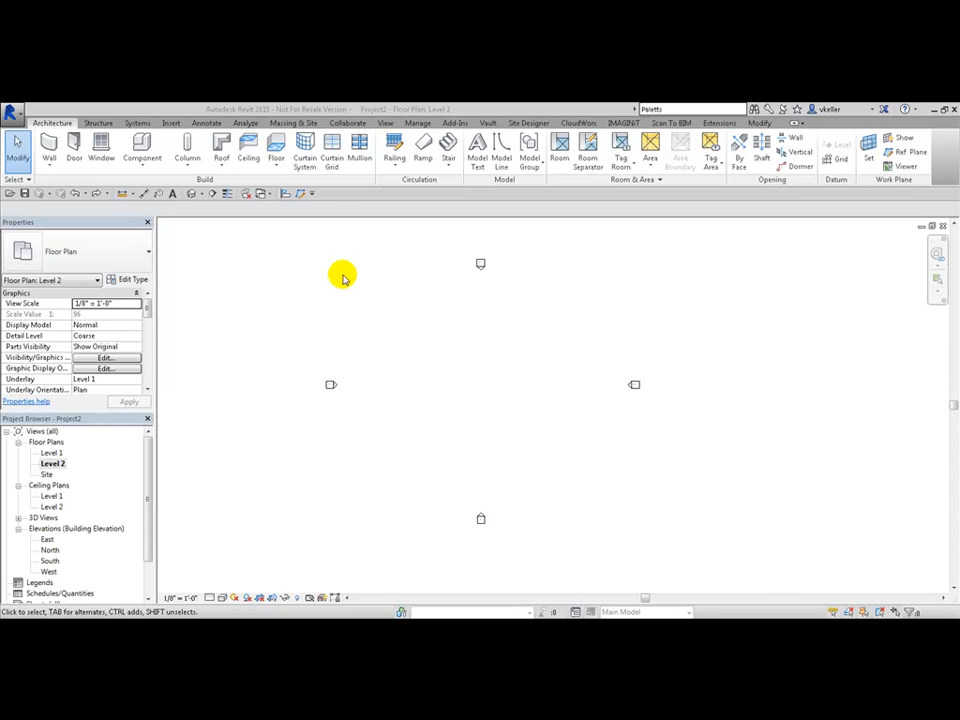 Autodesk Revit 2015 - Not For Resale Version - Project2 - Floor Plan: Level 2
Paletts
vkeller
Architecture Structure Systems Insert Annotate Analyze Massing & Site Collaborate View Manage Add-Ins Vault Site Designer CloudWorx IMAGINiT Scan To BIM Extensions Modify
Modify Wall Door Window Component Column Roof Ceiling Floor Curtain System Curtain Grid Mullion Railing Ramp Stair Model Text Model Line Model Group Room Room Separator Tag Room Area Area Boundary Tag Area By Face Shaft Wall Vertical Dormer Level Grid Set Show Ref Plane Viewer
Select Build Circulation Model Room & Area Opening Datum Work Plane
Properties
Floor Plan
Floor Plan: Level 2 Edit Type
Graphics
View Scale 1/8" = 1'-0"
Scale Value 1: 96
Display Model Normal
Detail Level Coarse
Parts Visibility Show Original
Visibility/Graphics ... Edit...
Graphic Display O... Edit...
Underlay Level 1
Underlay Orientati... Plan
Properties help Apply
Project Browser - Project2
Views (all)
Floor Plans
Level 1
Level 2
Site
Ceiling Plans
Level 1
Level 2
3D Views
Elevations (Building Elevation)
East
North
South
West
Legends
Schedules/Quantities
1/8" = 1'-0"
Click to select, TAB for alternates, CTRL adds, SHIFT unselects.
:0
Main Model
:0